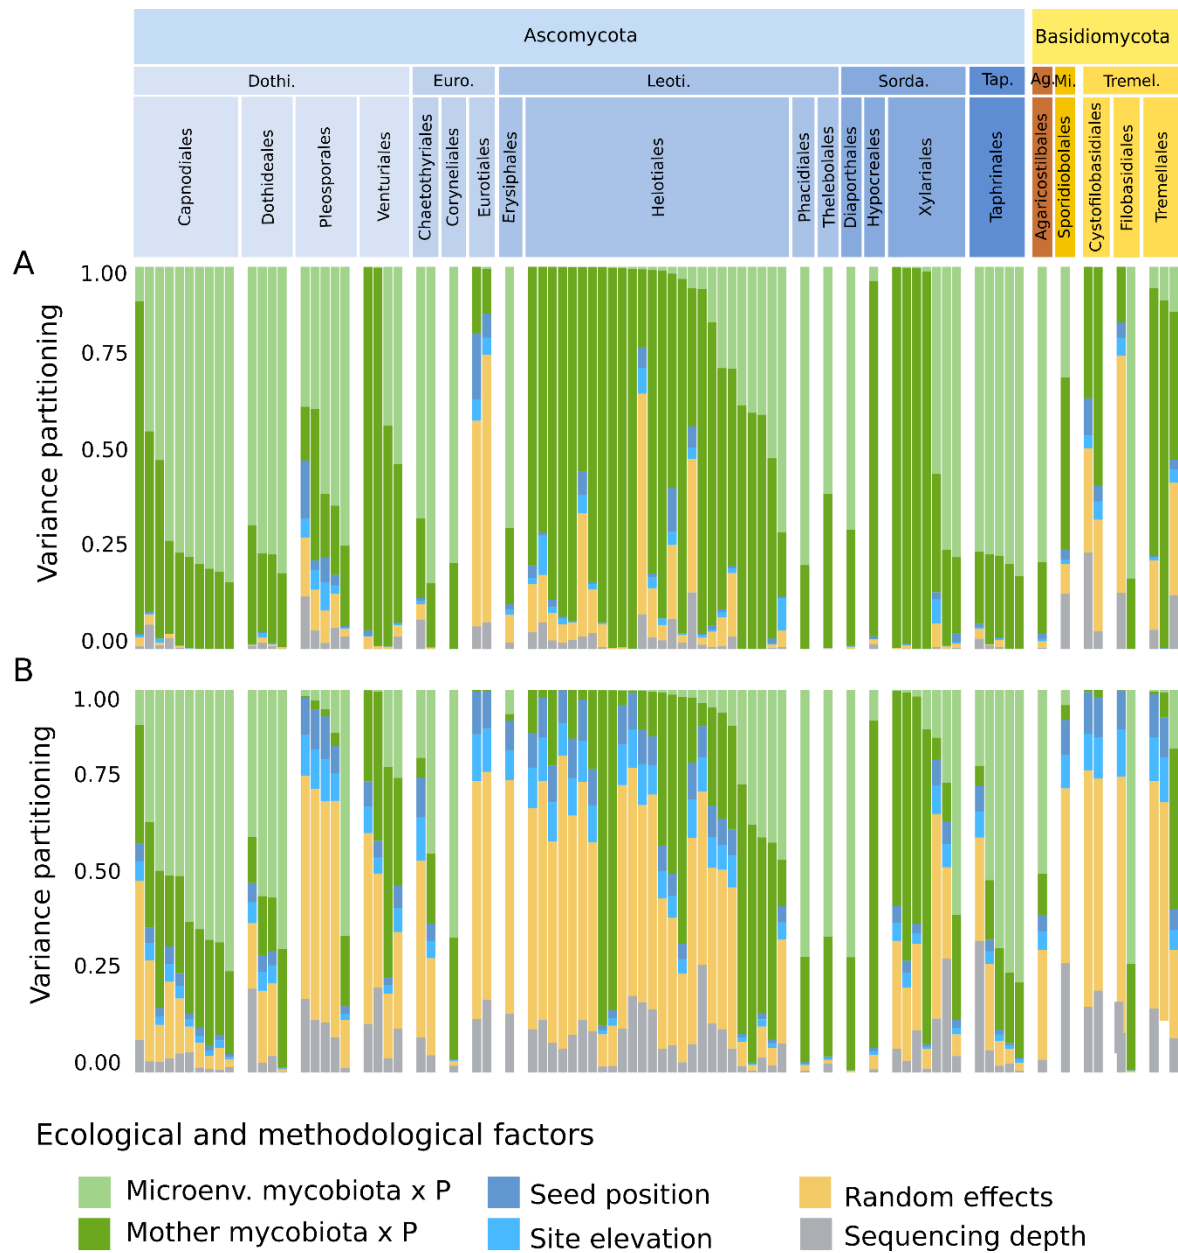 Ascomycota
Basidiomycota
Dothi.
Euro.
Leoti.
Sorda.
Tap.
Ag.
Mi.
Tremel.
Capnodiales
Dothideales
Pleosporales
Venturiales
Chaetothyriales
Coryneliales
Eurotiales
Erysiphales
Helotiales
Phacidiales
Thelebolales
Diaporthales
Hypocreales
Xylariales
Taphrinales
Agaricostilbales
Sporidiobolales
Cystofilobasidiales
Filobasidiales
Tremellales
A
Variance partitioning
1.00
0.75
0.50
0.25
0.00
B
Variance partitioning
1.00
0.75
0.50
0.25
0.00
Ecological and methodological factors
Microenv. mycobiota x P
Mother mycobiota x P
Seed position
Site elevation
Random effects
Sequencing depth